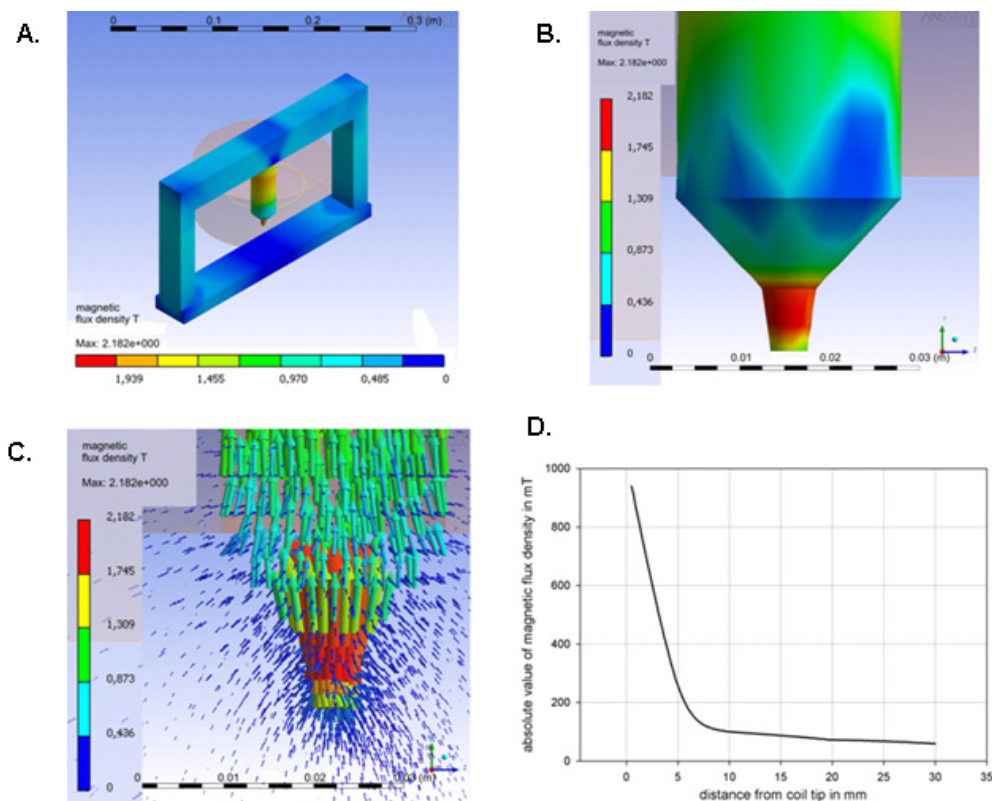 A.
0 0.1 0.2 0.3 (m)
magnetic
flux density T
Max: 2.182e+000
1,939 1,455 0,970 0,485 0
B.
magnetic
flux density T
Max: 2.182e+000
2,182
1,745
1,309
0,873
0,436
0
0 0.01 0.02 0.03 (m)
Y
Z
C.
magnetic
flux density T
Max: 2.182e+000
2,182
1,745
1,309
0,873
0,436
0
0 0.01 0.02 0.03 (m)
D.
absolute value of magnetic flux density in mT
1000
800
600
400
200
0
0 5 10 15 20 25 30 35
distance from coil tip in mm